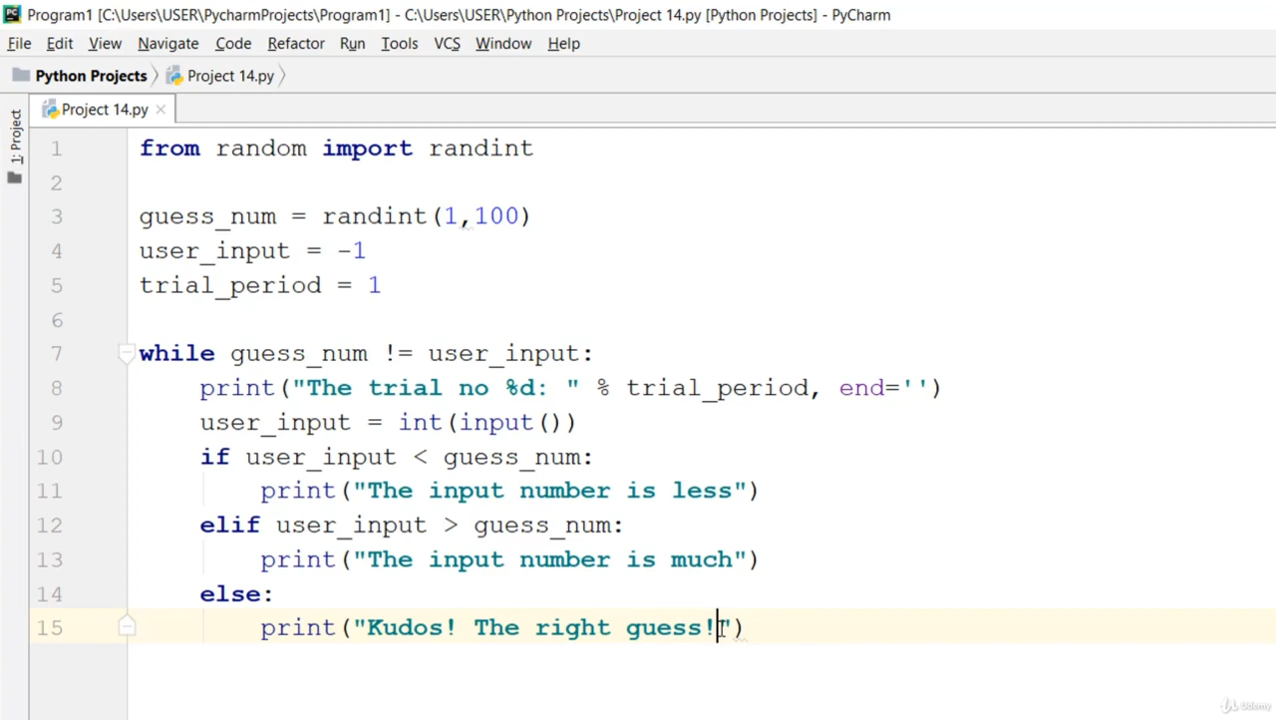 PC Program1 [C:\Users\USER\PycharmProjects\Program1] - C:\Users\USER\Python Projects\Project 14.py [Python Projects] - PyCharm
File Edit View Navigate Code Refactor Run Tools VCS Window Help
Python Projects Project 14.py
1: Project
Project 14.py
1 from random import randint
2
3 guess_num = randint(1,100)
4 user_input = -1
5 trial_period = 1
6
7 while guess_num != user_input:
8 print("The trial no %d: " % trial_period, end='')
9 user_input = int(input())
10 if user_input < guess_num:
11 print("The input number is less")
12 elif user_input > guess_num:
13 print("The input number is much")
14 else:
15 print("Kudos! The right guess!")
Udemy